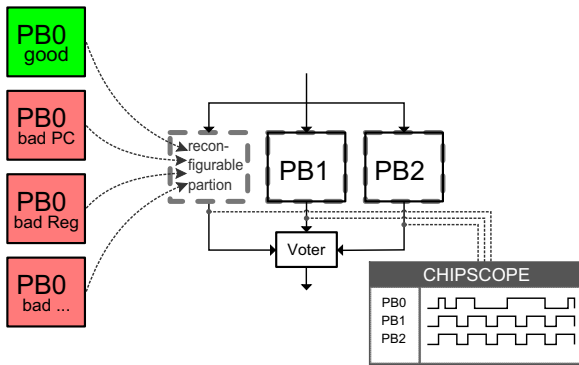 PB0
good
PB0
bad PC
PB0
bad Reg
PB0
bad ...
recon-
figurable
partion
PB1
PB2
Voter
CHIPSCOPE
PB0
PB1
PB2